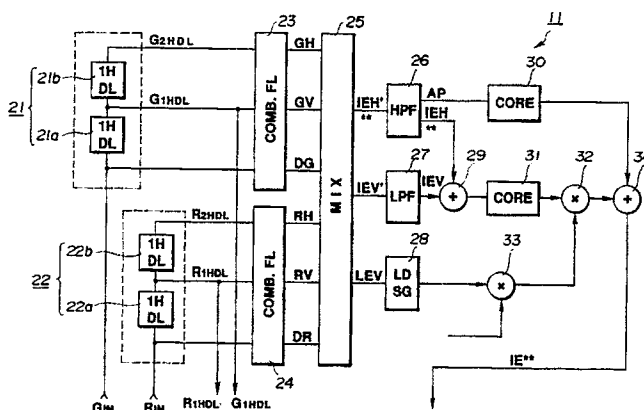 23 25 11
G2HDL GH 26 30
21b 1H DL COMB. FL AP CORE
21 G1HDL GV IEH' ** HPF IEH **
21a 1H DL 27 29 31 32
DG MIX IEV' LPF IEV + CORE × +
R2HDL RH 28 33
22b 1H DL COMB. FL
22 R1HDL RV LEV LD SG ×
22a 1H DL
DR IE**
24
RIN R1HDL G1HDL